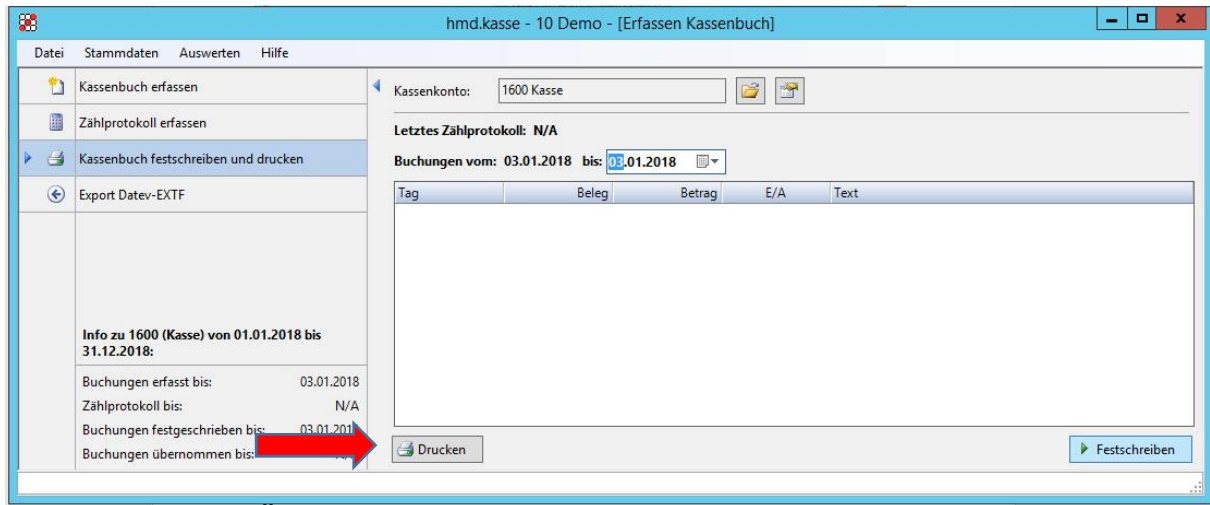 hmd.kasse - 10 Demo - [Erfassen Kassenbuch]
Datei Stammdaten Auswerten Hilfe
Kassenbuch erfassen
Zählprotokoll erfassen
Kassenbuch festschreiben und drucken
Export Datev-EXTF
Info zu 1600 (Kasse) von 01.01.2018 bis
31.12.2018:
Buchungen erfasst bis: 03.01.2018
Zählprotokoll bis: N/A
Buchungen festgeschrieben bis:
Buchungen übernommen bis:
Kassenkonto: 1600 Kasse
Letztes Zählprotokoll: N/A
Buchungen vom: 03.01.2018 bis: 03.01.2018
Tag Beleg Betrag E/A Text
Drucken
Festschreiben